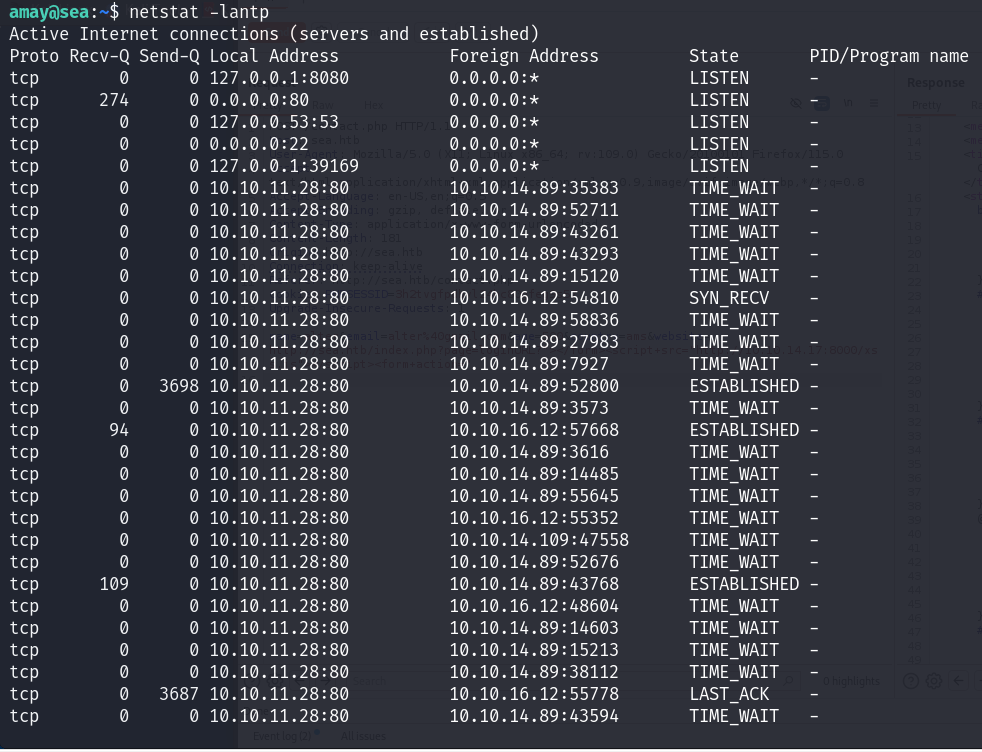 amay@sea:~$ netstat -lantp
Active Internet connections (servers and established)
Proto Recv-Q Send-Q Local Address           Foreign Address         State       PID/Program name
tcp        0      0 127.0.0.1:8080          0.0.0.0:*               LISTEN      -
tcp      274      0 0.0.0.0:80              0.0.0.0:*               LISTEN      -
tcp        0      0 127.0.0.53:53           0.0.0.0:*               LISTEN      -
tcp        0      0 0.0.0.0:22              0.0.0.0:*               LISTEN      -
tcp        0      0 127.0.0.1:39169         0.0.0.0:*               LISTEN      -
tcp        0      0 10.10.11.28:80          10.10.14.89:35383       TIME_WAIT   -
tcp        0      0 10.10.11.28:80          10.10.14.89:52711       TIME_WAIT   -
tcp        0      0 10.10.11.28:80          10.10.14.89:43261       TIME_WAIT   -
tcp        0      0 10.10.11.28:80          10.10.14.89:43293       TIME_WAIT   -
tcp        0      0 10.10.11.28:80          10.10.14.89:15120       TIME_WAIT   -
tcp        0      0 10.10.11.28:80          10.10.16.12:54810       SYN_RECV    -
tcp        0      0 10.10.11.28:80          10.10.14.89:58836       TIME_WAIT   -
tcp        0      0 10.10.11.28:80          10.10.14.89:27983       TIME_WAIT   -
tcp        0      0 10.10.11.28:80          10.10.14.89:7927        TIME_WAIT   -
tcp        0   3698 10.10.11.28:80          10.10.14.89:52800       ESTABLISHED -
tcp        0      0 10.10.11.28:80          10.10.14.89:3573        TIME_WAIT   -
tcp       94      0 10.10.11.28:80          10.10.16.12:57668       ESTABLISHED -
tcp        0      0 10.10.11.28:80          10.10.14.89:3616        TIME_WAIT   -
tcp        0      0 10.10.11.28:80          10.10.14.89:14485       TIME_WAIT   -
tcp        0      0 10.10.11.28:80          10.10.14.89:55645       TIME_WAIT   -
tcp        0      0 10.10.11.28:80          10.10.16.12:55352       TIME_WAIT   -
tcp        0      0 10.10.11.28:80          10.10.14.109:47558      TIME_WAIT   -
tcp        0      0 10.10.11.28:80          10.10.14.89:52676       TIME_WAIT   -
tcp      109      0 10.10.11.28:80          10.10.14.89:43768       ESTABLISHED -
tcp        0      0 10.10.11.28:80          10.10.16.12:48604       TIME_WAIT   -
tcp        0      0 10.10.11.28:80          10.10.14.89:14603       TIME_WAIT   -
tcp        0      0 10.10.11.28:80          10.10.14.89:15213       TIME_WAIT   -
tcp        0      0 10.10.11.28:80          10.10.14.89:38112       TIME_WAIT   -
tcp        0   3687 10.10.11.28:80          10.10.16.12:55778       LAST_ACK    -
tcp        0      0 10.10.11.28:80          10.10.14.89:43594       TIME_WAIT   -
Response
Pretty
0 highlights
Event log (2)
All issues